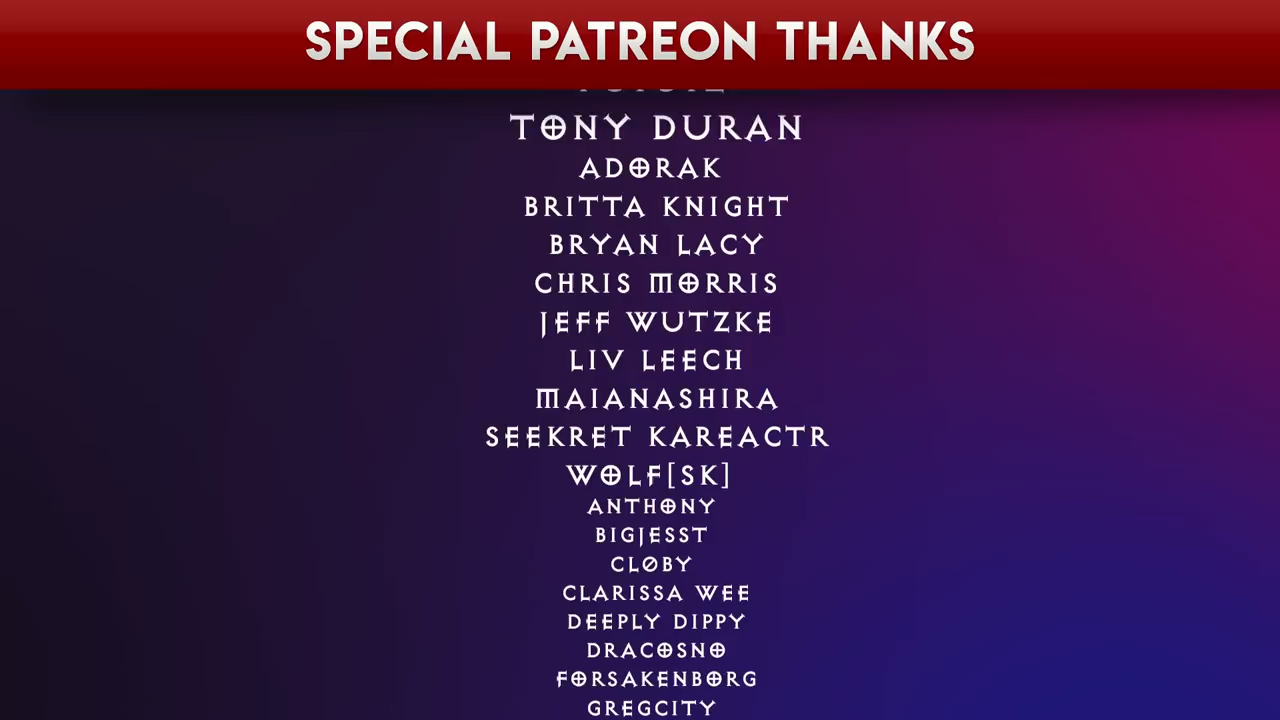 SPECIAL PATREON THANKS
TONY DURAN
ADORAK
BRITTA KNIGHT
BRYAN LACY
CHRIS MORRIS
JEFF WUTZKE
LIV LEECH
MAIANASHIRA
SEEKRET KAREACTR
WOLF[SK]
ANTHONY
BIGJESST
CLØBY
CLARISSA WEE
DEEPLY DIPPY
DRACOSNO
FORSAKENBORG
GREGCITY